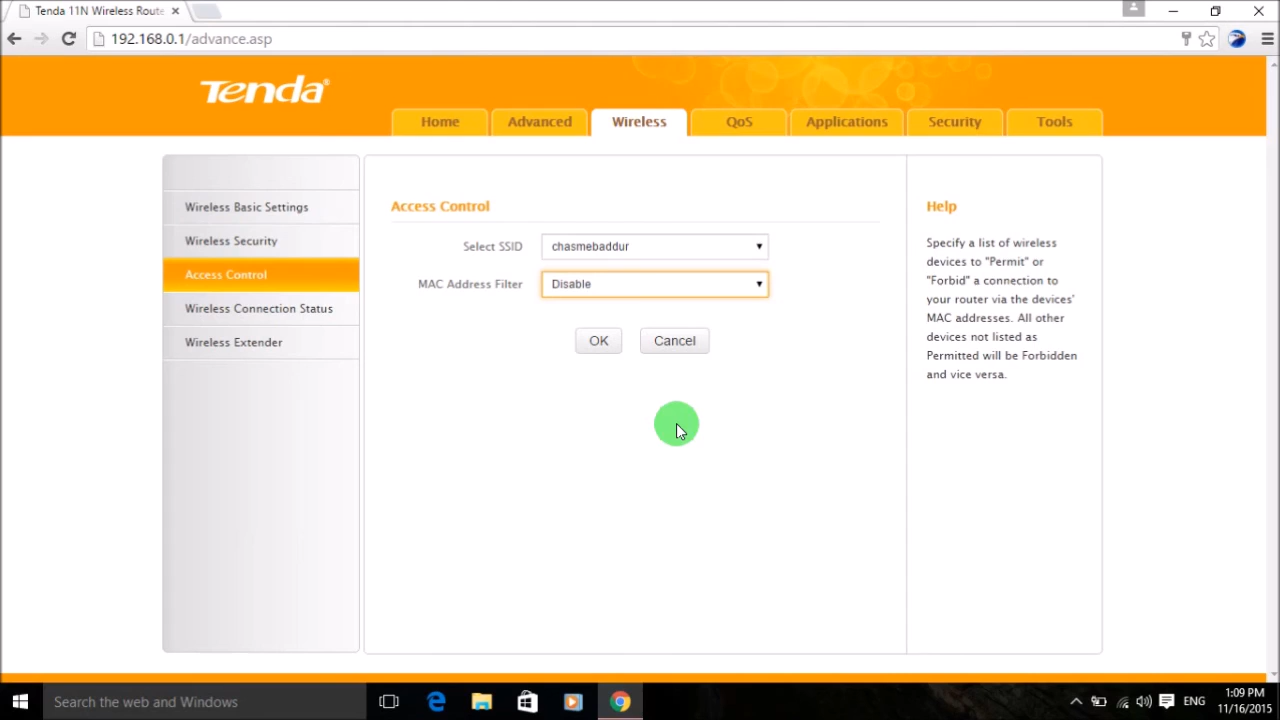 Tenda 11N Wireless Route
192.168.0.1/advance.asp
Tenda®
Home
Advanced
Wireless
QoS
Applications
Security
Tools
Wireless Basic Settings
Wireless Security
Access Control
Wireless Connection Status
Wireless Extender
Access Control
Select SSID
chasmebaddur
MAC Address Filter
Disable
OK
Cancel
Help
Specify a list of wireless
devices to "Permit" or
"Forbid" a connection to
your router via the devices'
MAC addresses. All other
devices not listed as
Permitted will be Forbidden
and vice versa.
Search the web and Windows
ENG
1:09 PM
11/16/2015